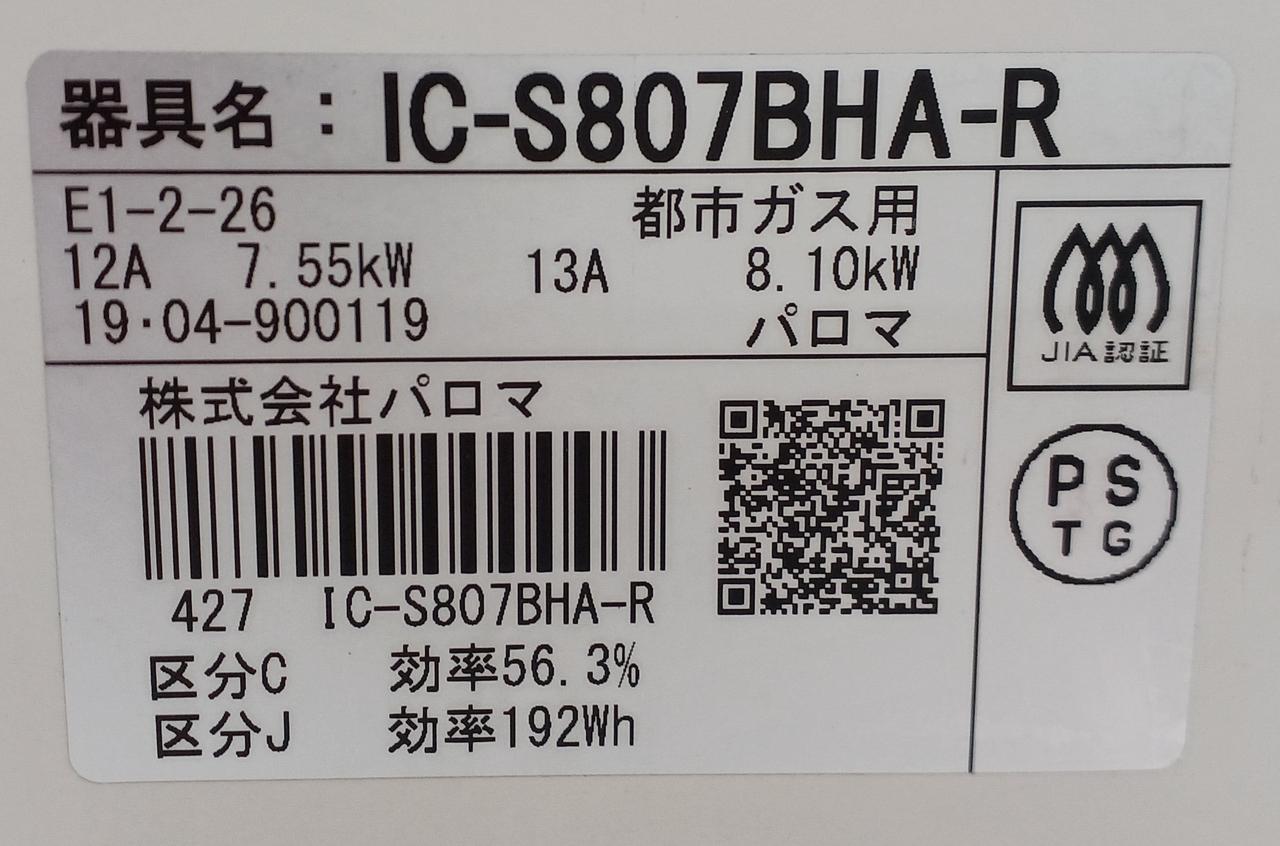 器具名：IC-S807BHA-R
E1-2-26 都市ガス用
12A 7.55kW 13A 8.10kW
19・04-900119 パロマ
JIA認証
株式会社パロマ
PS
TG
427 IC-S807BHA-R
区分C 効率56.3%
区分J 効率192Wh